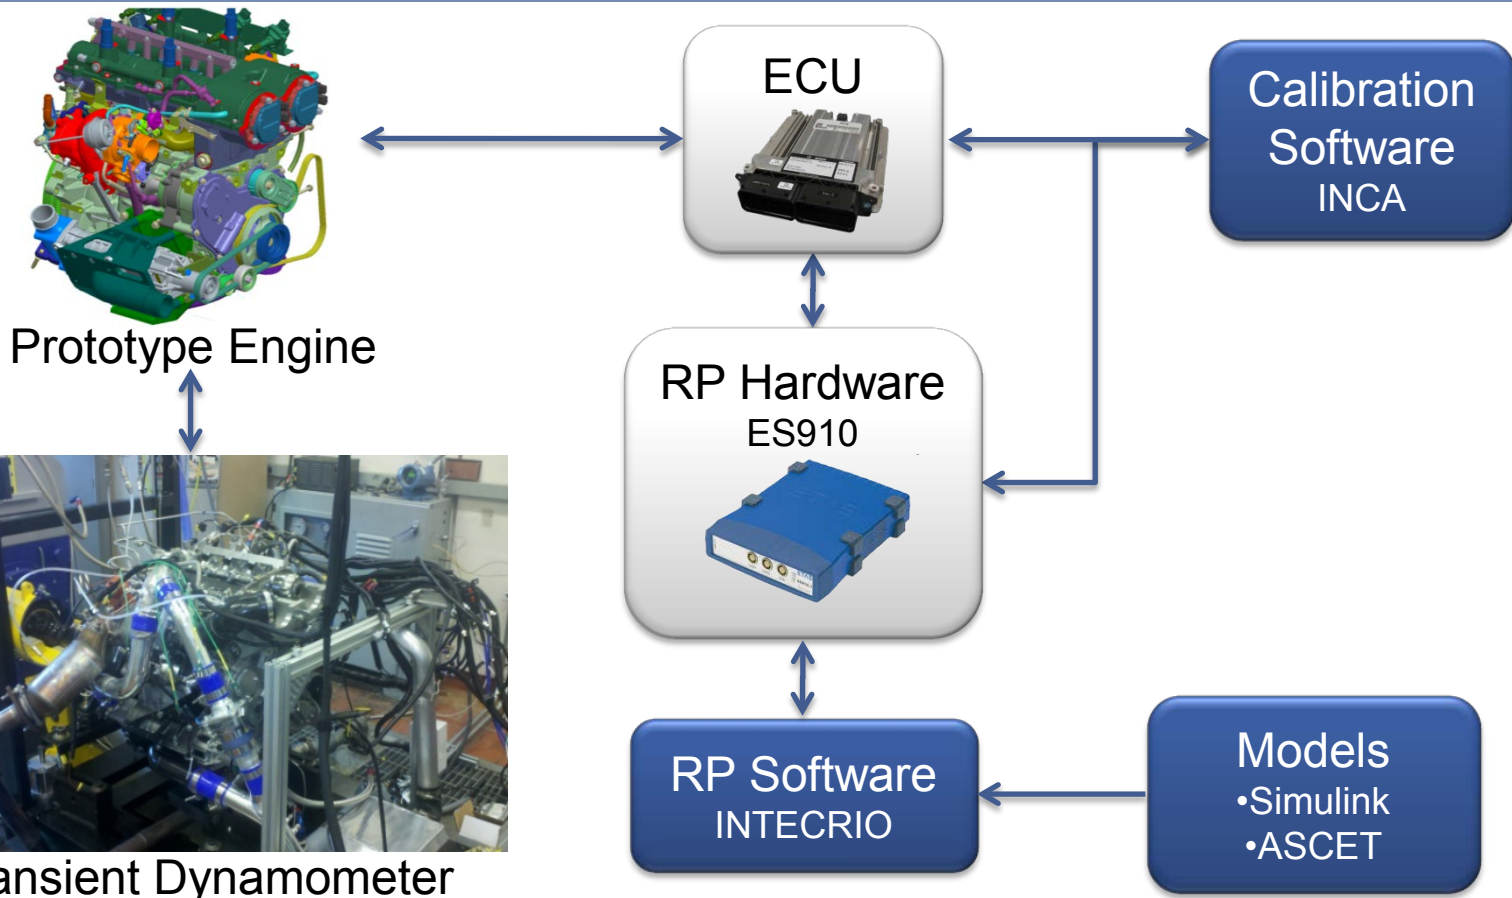 ECU
Calibration
Software
INCA
Prototype Engine
RP Hardware
ES910
RP Software
INTECRIO
Models
•Simulink
•ASCET
ansient Dynamometer